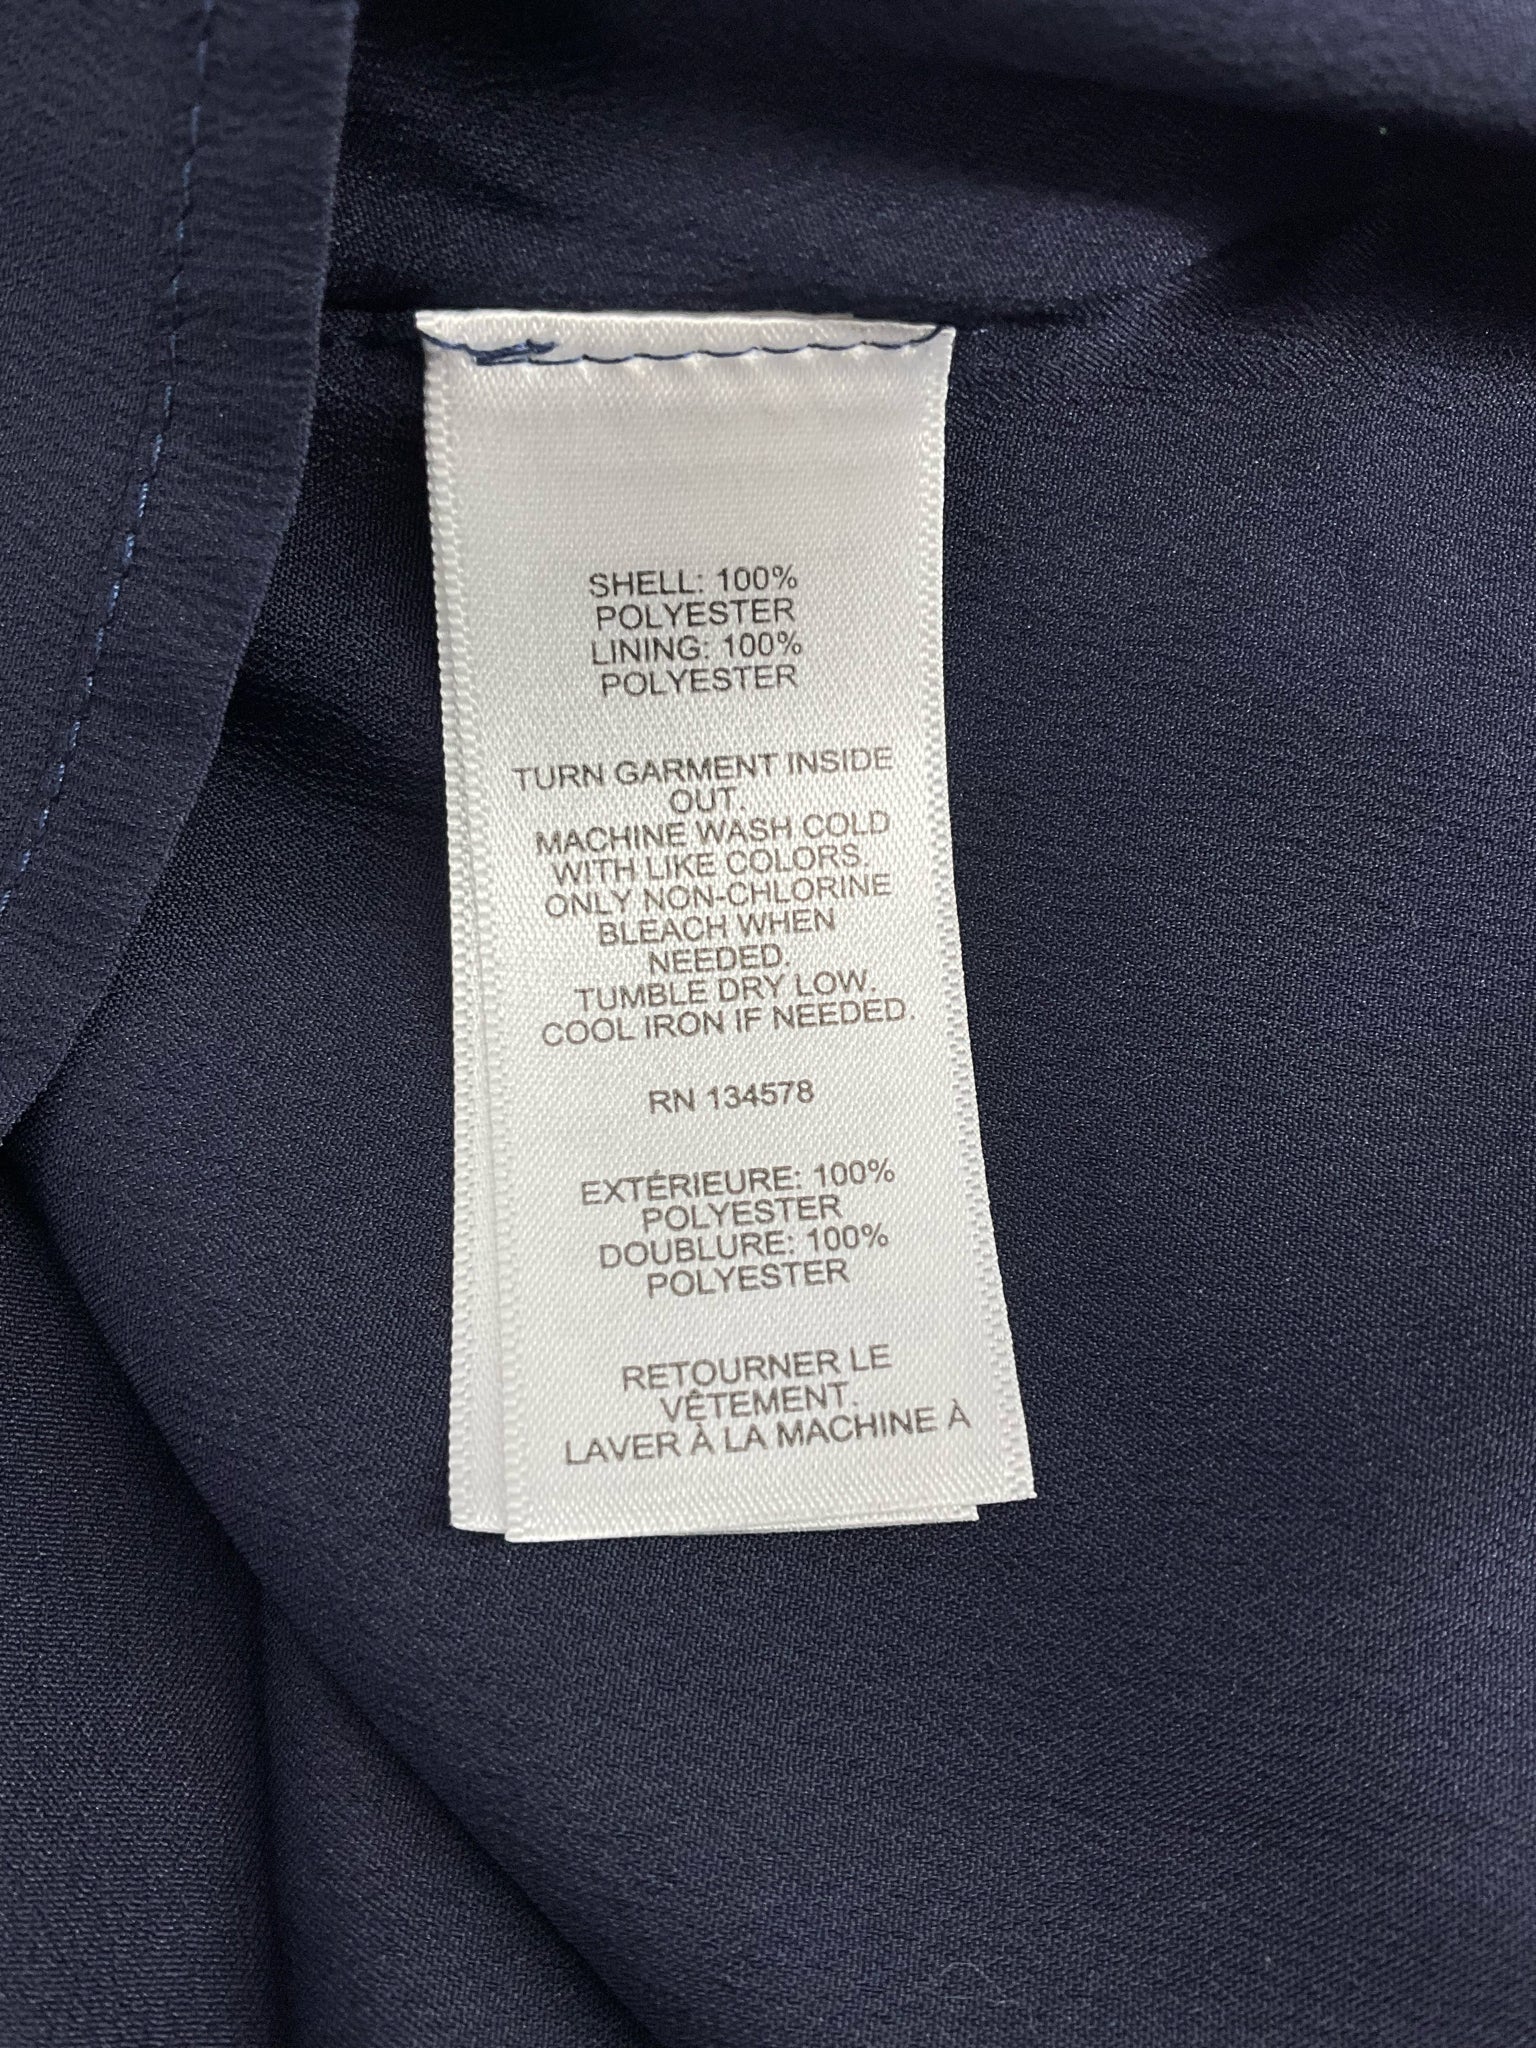 SHELL: 100%
POLYESTER
LINING: 100%
POLYESTER
TURN GARMENT INSIDE
OUT.
MACHINE WASH COLD
WITH LIKE COLORS.
ONLY NON-CHLORINE
BLEACH WHEN
NEEDED.
TUMBLE DRY LOW.
COOL IRON IF NEEDED.
RN 134578
EXTÉRIEURE: 100%
POLYESTER
DOUBLURE: 100%
POLYESTER
RETOURNER LE
VÊTEMENT.
LAVER À LA MACHINE À